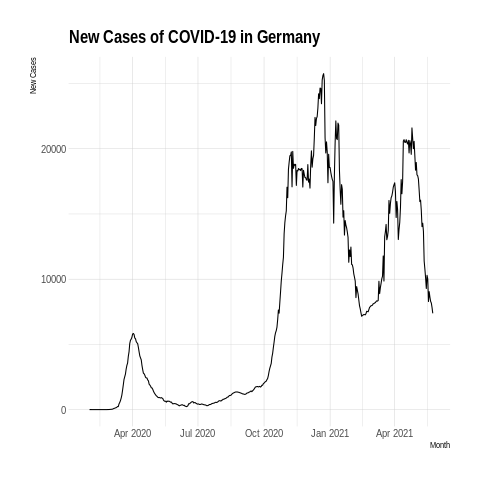 New Cases of COVID-19 in Germany
New Cases
20000
10000
0
Apr 2020 Jul 2020 Oct 2020 Jan 2021 Apr 2021
Month